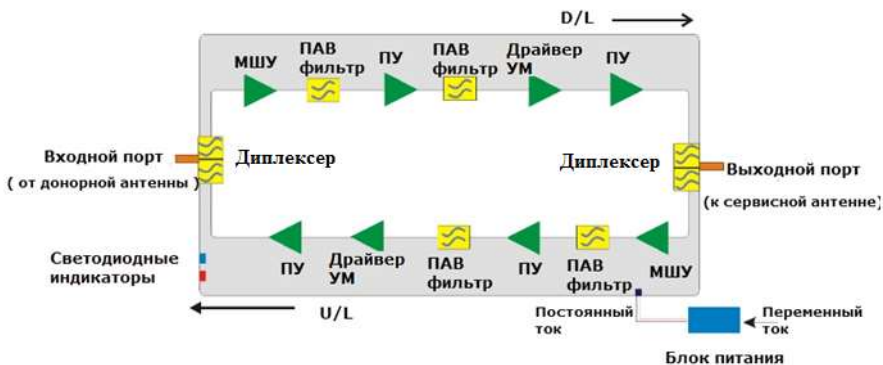 D/L
МШУ
ПАВ
фильтр
ПУ
ПАВ
фильтр
Драйвер
УМ
ПУ
Входной порт
( от донорной антенны )
Диплексер
Диплексер
Выходной порт
(к сервисной антенне)
Светодиодные
индикаторы
ПУ
Драйвер
УМ
ПАВ
фильтр
ПУ
ПАВ
фильтр
МШУ
U/L
Постоянный
ток
Переменный
ток
Блок питания